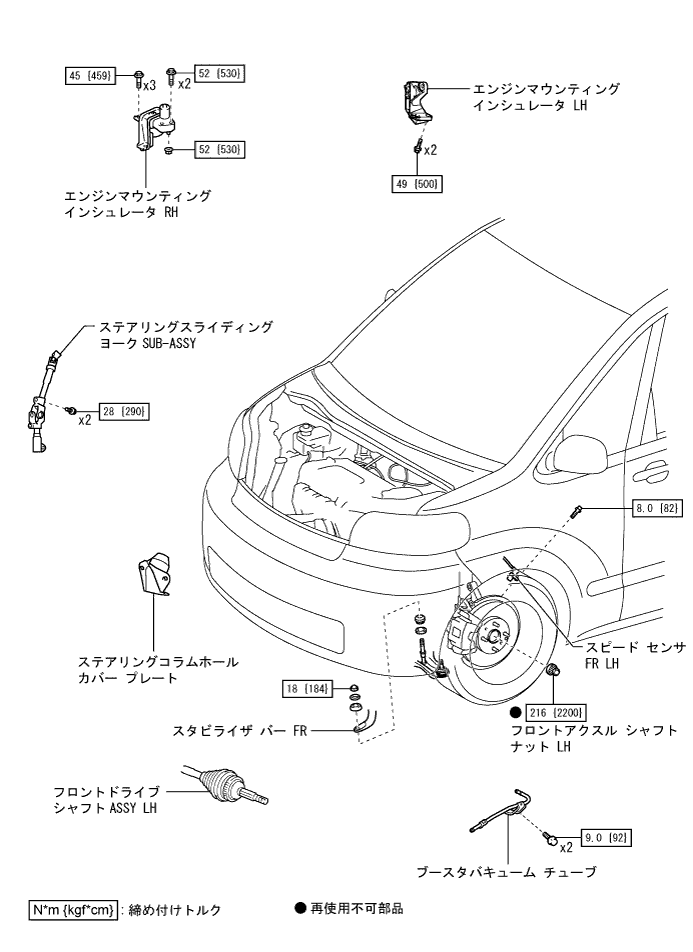 45 {459}
x3
52 {530}
x2
52 {530}
エンジンマウンティング
インシュレータ RH
エンジンマウンティング
インシュレータ LH
x2
49 {500}
ステアリングスライディング
ヨーク SUB-ASSY
28 {290}
x2
8.0 {82}
スピード センサ
FR LH
ステアリングコラムホール
カバー プレート
18 {184}
スタビライザ バー FR
● 216 {2200}
フロントアクスル シャフト
ナット LH
フロントドライブ
シャフト ASSY LH
9.0 {92}
x2
ブースタバキューム チューブ
N*m {kgf*cm} : 締め付けトルク
● 再使用不可部品